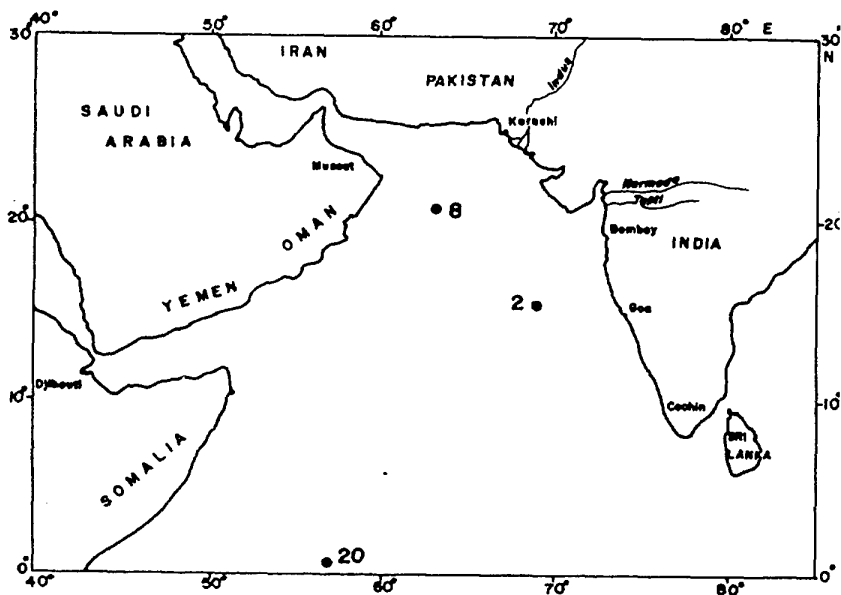 40° 50° 60° 70° 80° E
30° 30°
N
IRAN
PAKISTAN
Indus
SAUDI
ARABIA
Karachi
Muscat
Narmada
Tapti
20° 20°
OMAN
8
Bombay
INDIA
YEMEN
2
Goa
Djibouti
10° 10°
Cochin
SRI
LANKA
SOMALIA
20
0° 0°
40° 50° 60° 70° 80°